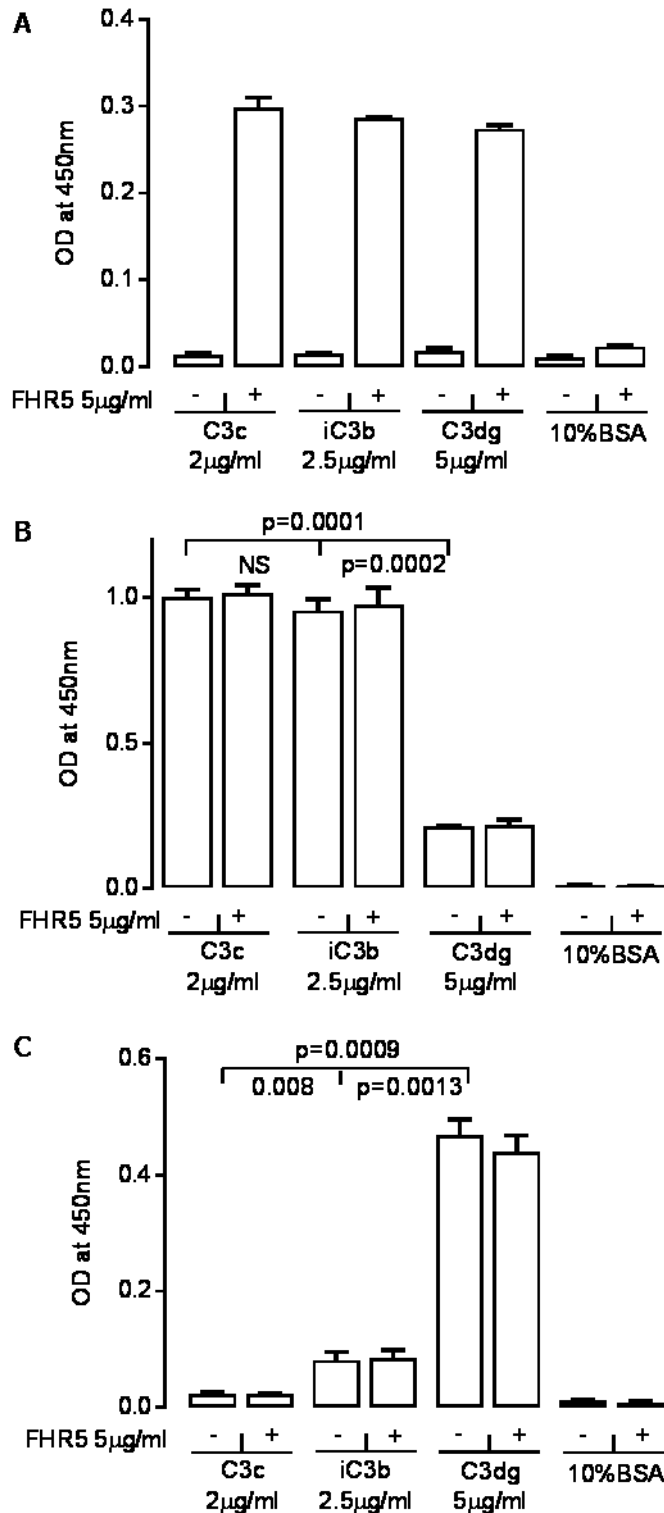 A
0.4
0.3
0.2
0.1
0.0
OD at 450nm
FHR5 5µg/ml - + - + - + - +
C3c iC3b C3dg 10%BSA
2µg/ml 2.5µg/ml 5µg/ml
B
p=0.0001
NS p=0.0002
1.0
0.5
0.0
OD at 450nm
FHR5 5µg/ml - + - + - + - +
C3c iC3b C3dg 10%BSA
2µg/ml 2.5µg/ml 5µg/ml
C
p=0.0009
0.008 p=0.0013
0.6
0.4
0.2
0.0
OD at 450nm
FHR5 5µg/ml - + - + - + - +
C3c iC3b C3dg 10%BSA
2µg/ml 2.5µg/ml 5µg/ml